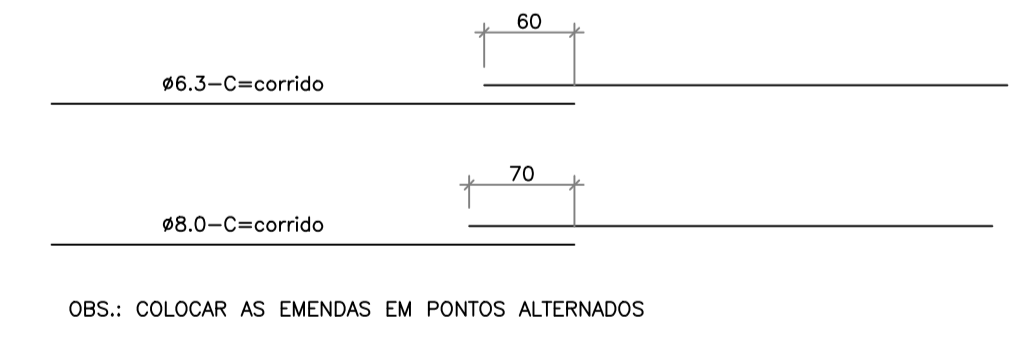 60
ø6.3-C=corrido
70
ø8.0-C=corrido
OBS.: COLOCAR AS EMENDAS EM PONTOS ALTERNADOS